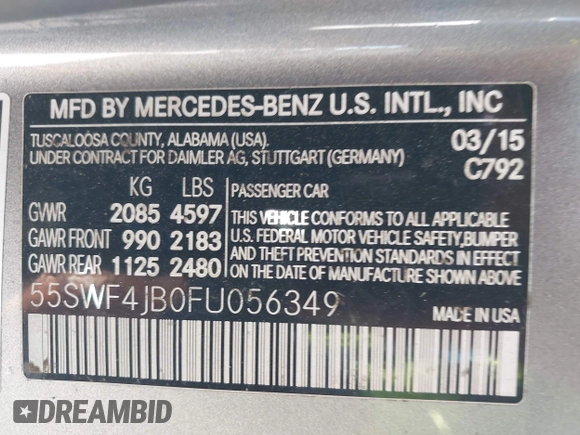 MFD BY MERCEDES-BENZ U.S. INTL., INC
TUSCALOOSA COUNTY, ALABAMA (USA).
UNDER CONTRACT FOR DAIMLER AG, STUTTGART (GERMANY)
03/15
C792
KG LBS
GVWR 2085 4597
GAWR FRONT 990 2183
GAWR REAR 1125 2480
PASSENGER CAR
THIS VEHICLE CONFORMS TO ALL APPLICABLE
U.S. FEDERAL MOTOR VEHICLE SAFETY,BUMPER,
AND THEFT PREVENTION STANDARDS IN EFFECT
ON THE DATE OF MANUFACTURE SHOWN ABOVE.
55SWF4JB0FU056349
MADE IN USA
DREAMBID